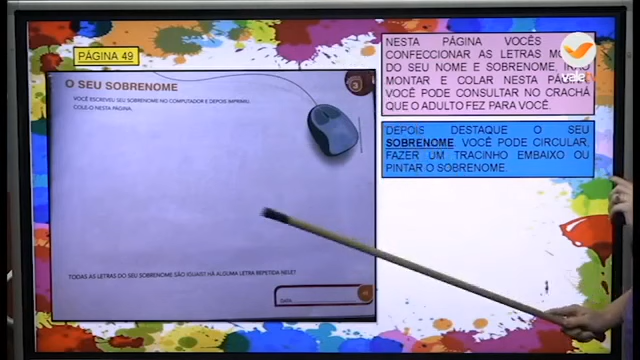 PÁGINA 49
O SEU SOBRENOME
VOCÊ ESCREVEU SEU SOBRENOME NO COMPUTADOR E DEPOIS IMPRIMIU.
COLE-O NESTA PÁGINA.
3
TODAS AS LETRAS DO SEU SOBRENOME SÃO IGUAIS? HÁ ALGUMA LETRA REPETIDA NELE?
DATA:
49
NESTA PÁGINA VOCÊS
CONFECCIONAR AS LETRAS
DO SEU NOME E SOBRENOME,
MONTAR E COLAR NESTA
VOCÊ PODE CONSULTAR NO CRACHÁ
QUE O ADULTO FEZ PARA VOCÊ.
DEPOIS DESTAQUE O SEU
SOBRENOME VOCÊ PODE CIRCULAR,
FAZER UM TRACINHO EMBAIXO OU
PINTAR O SOBRENOME.